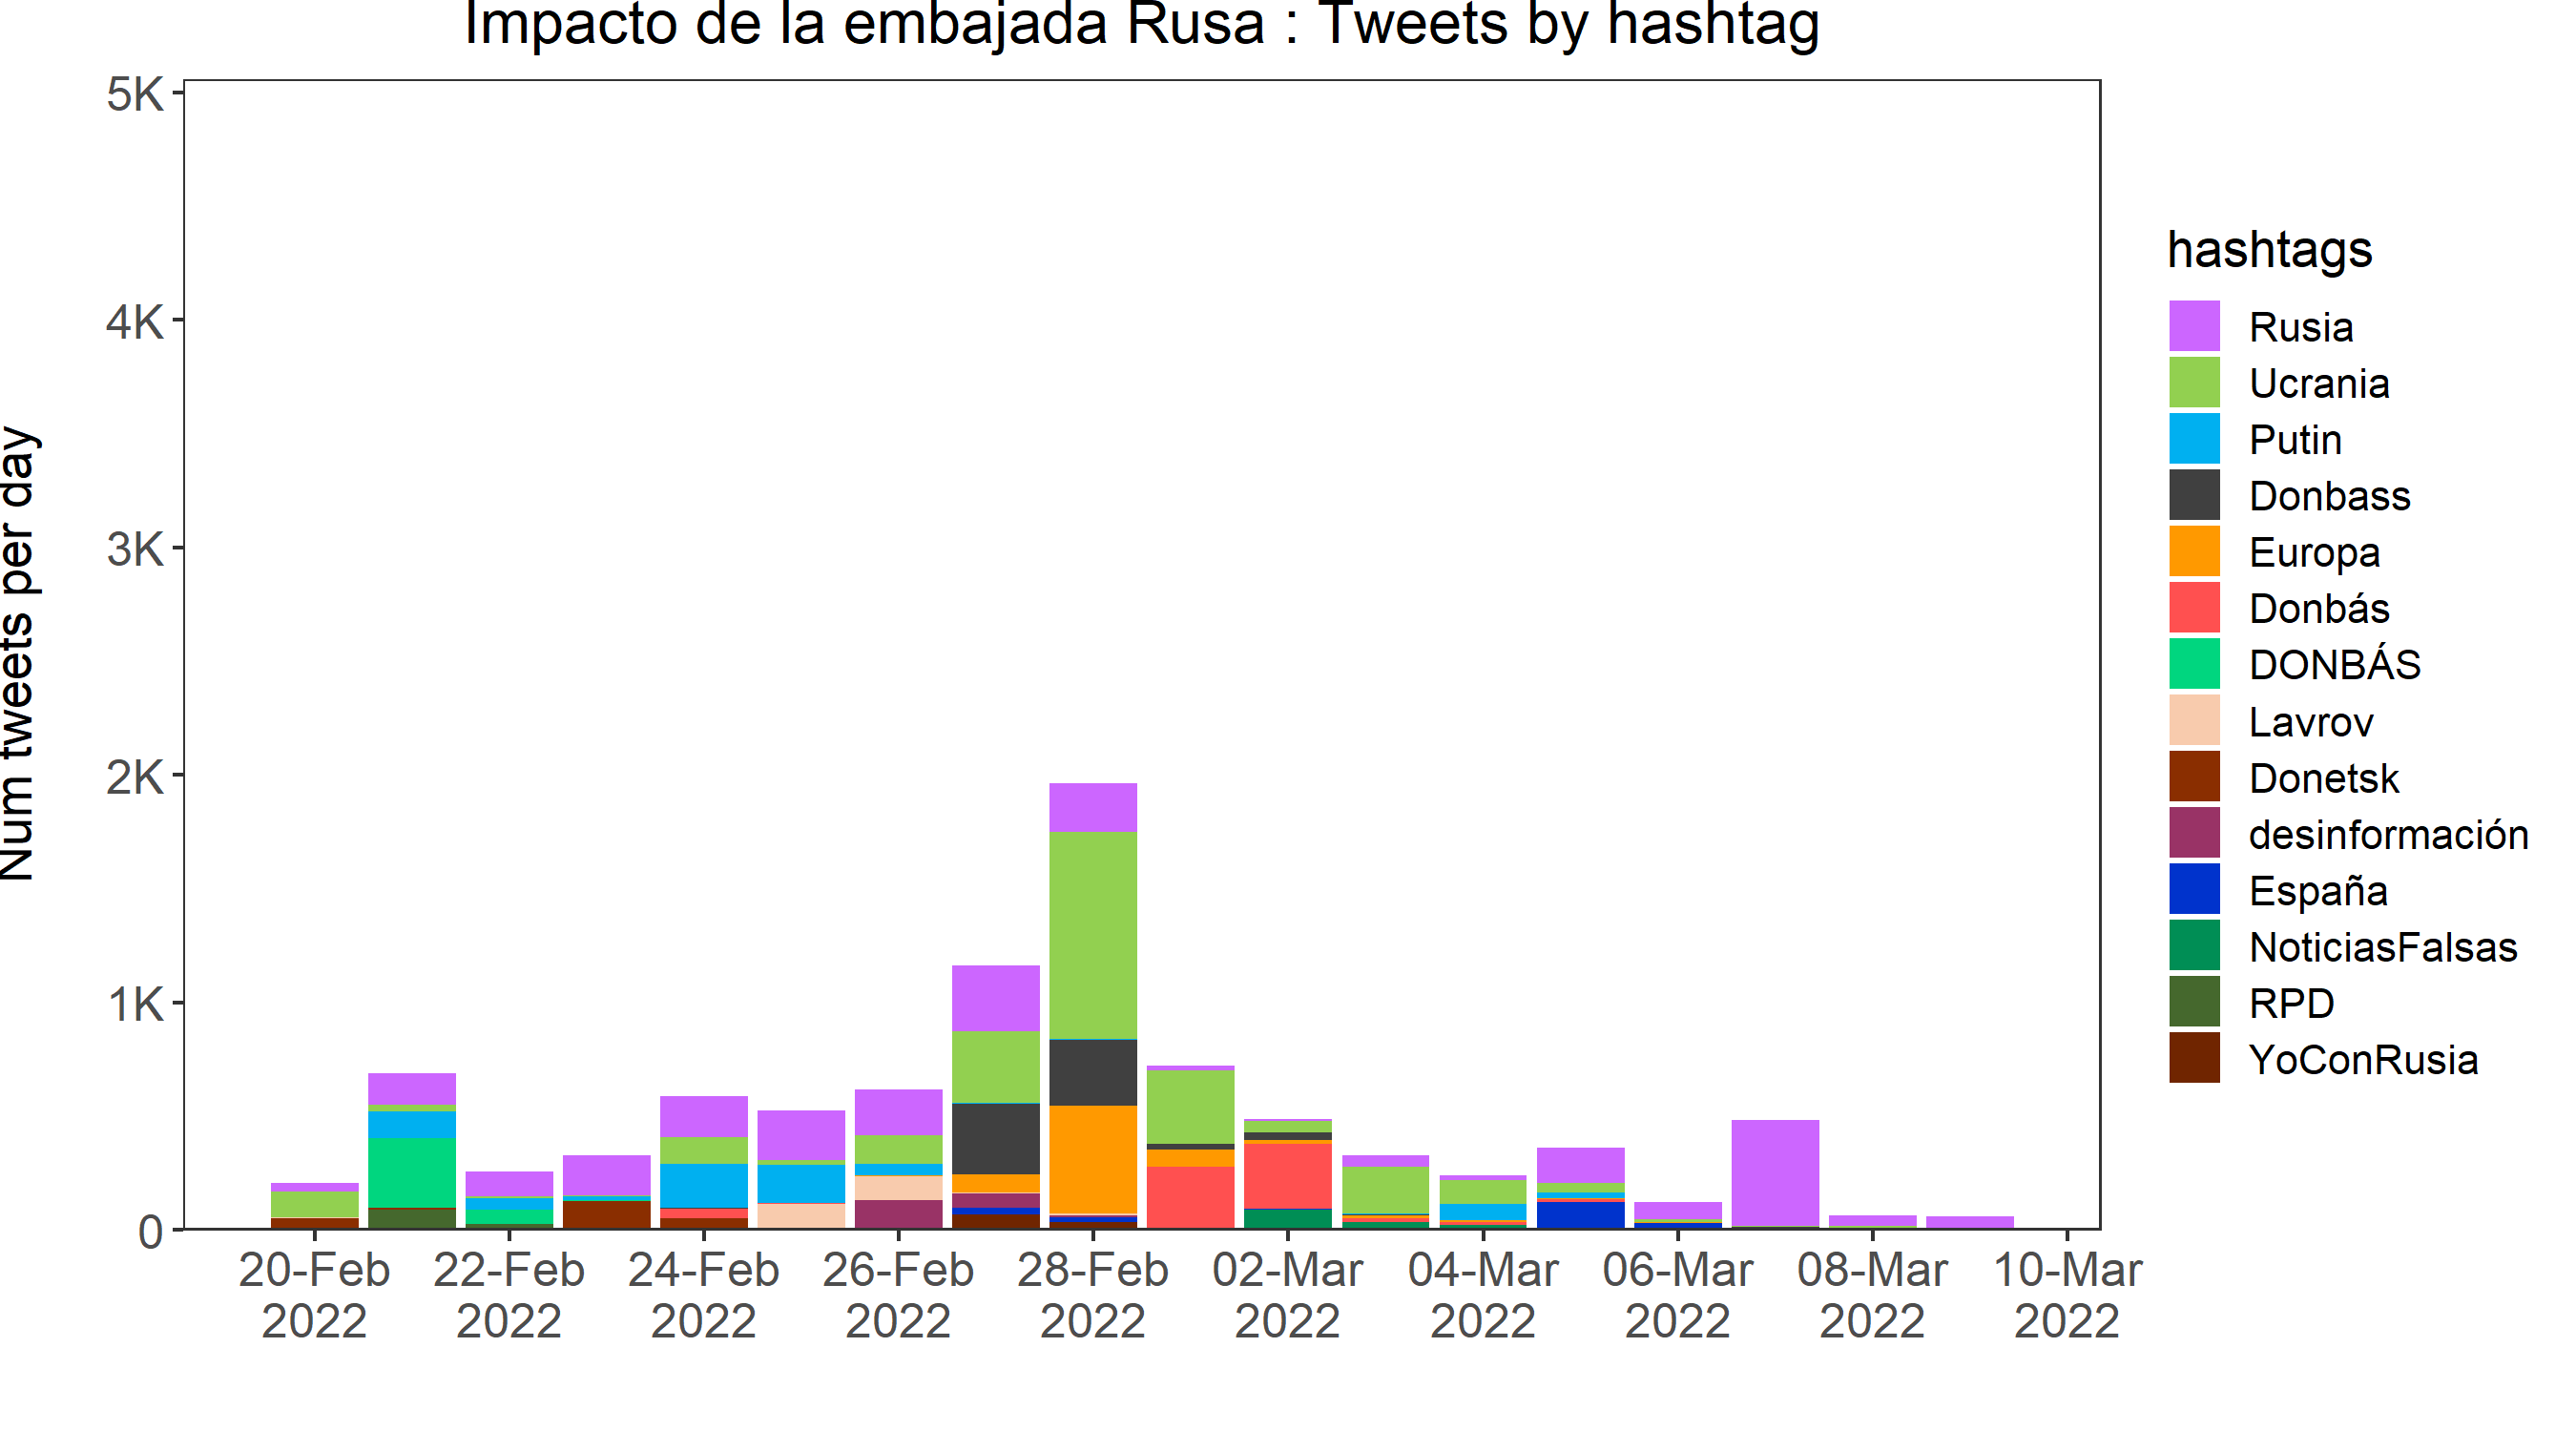 Impacto de la embajada Rusa : Tweets by hashtag
Num tweets per day
5K
4K
3K
2K
1K
0
20-Feb
2022
22-Feb
2022
24-Feb
2022
26-Feb
2022
28-Feb
2022
02-Mar
2022
04-Mar
2022
06-Mar
2022
08-Mar
2022
10-Mar
2022
hashtags
Rusia
Ucrania
Putin
Donbass
Europa
Donbás
DONBÁS
Lavrov
Donetsk
desinformación
España
NoticiasFalsas
RPD
YoConRusia